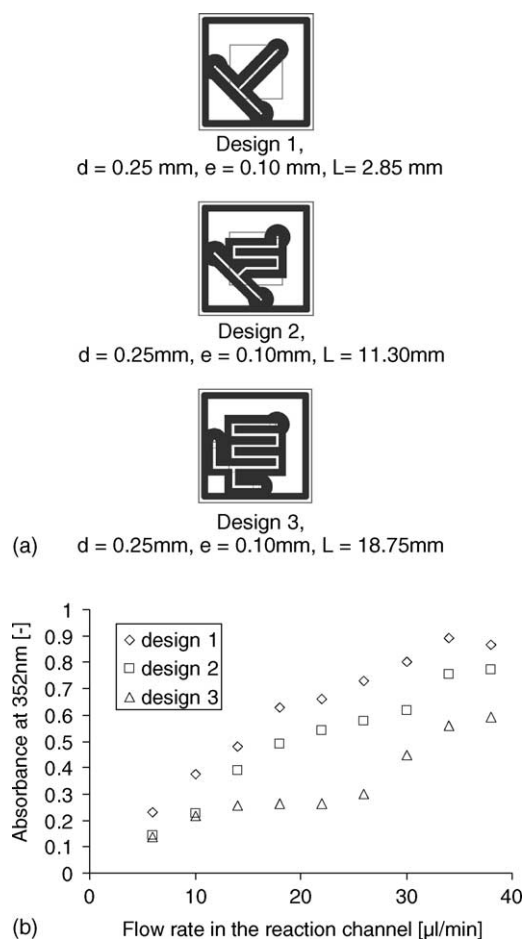 Design 1,
d = 0.25 mm, e = 0.10 mm, L= 2.85 mm
Design 2,
d = 0.25mm, e = 0.10mm, L = 11.30mm
Design 3,
(a) d = 0.25mm, e = 0.10mm, L = 18.75mm
1
0.9
0.8
0.7
0.6
0.5
0.4
0.3
0.2
0.1
0
Absorbance at 352nm [-]
design 1
design 2
design 3
0 10 20 30 40
(b) Flow rate in the reaction channel [µl/min]